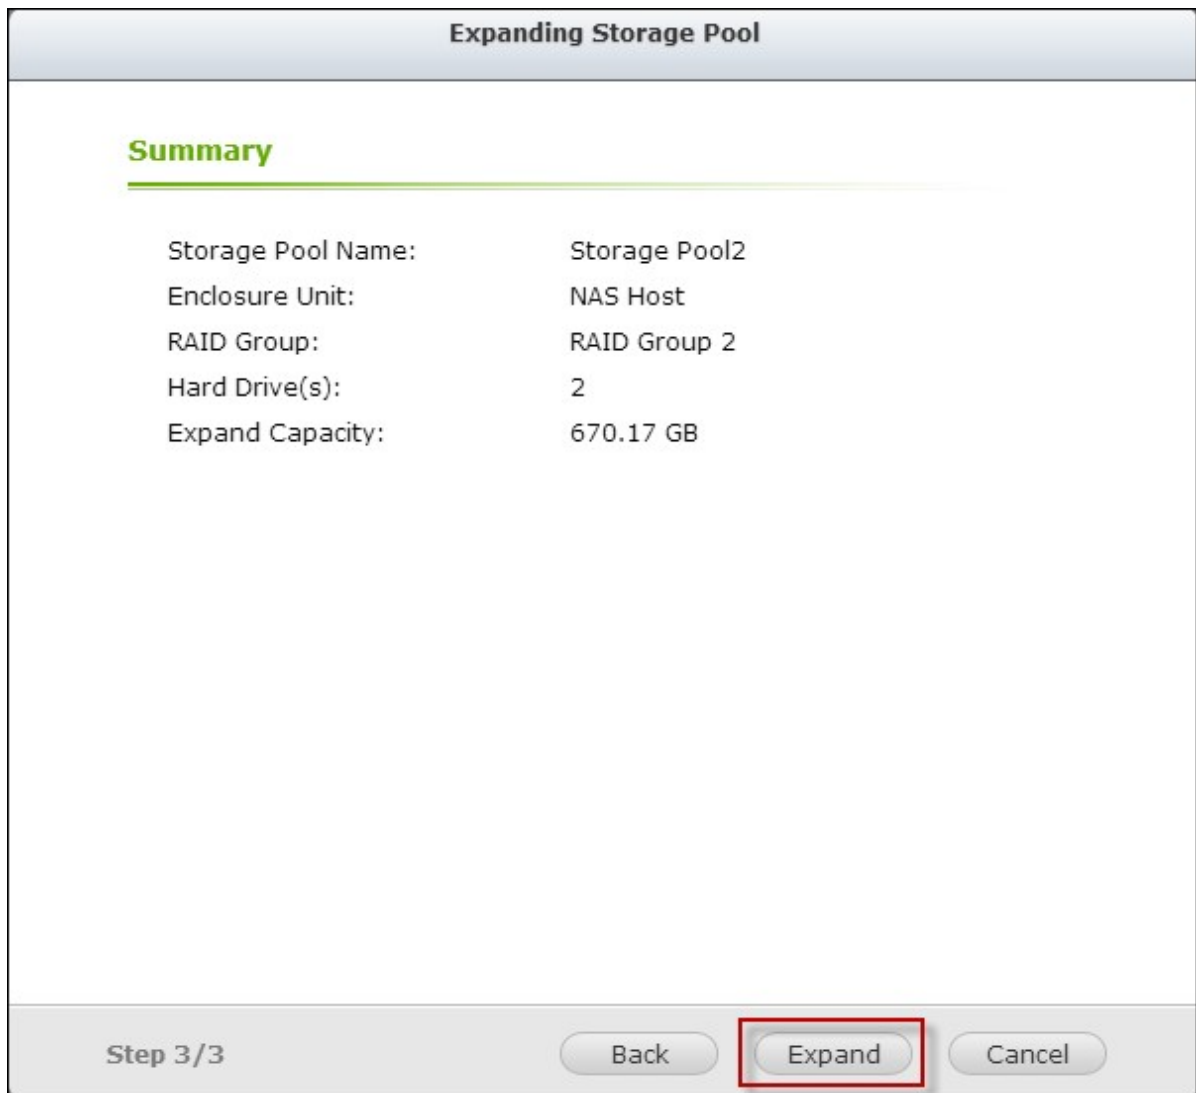 Expanding Storage Pool
Summary
Storage Pool Name: Storage Pool2
Enclosure Unit: NAS Host
RAID Group: RAID Group 2
Hard Drive(s): 2
Expand Capacity: 670.17 GB
Step 3/3 Back Expand Cancel